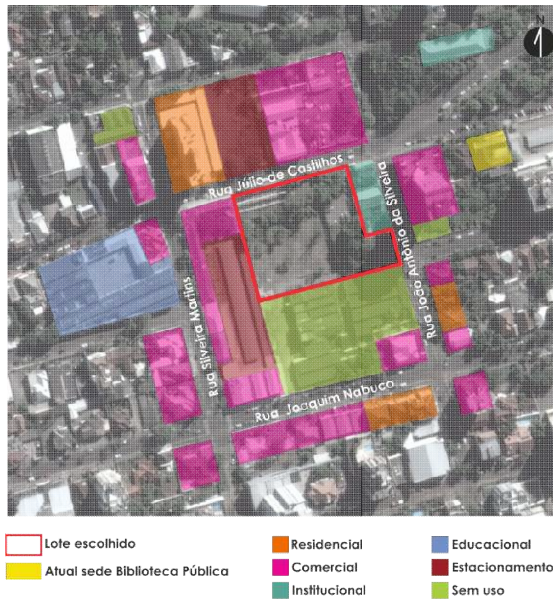 N
Rua Júlio de Castilhos
Rua João Antônio da Silveira
Rua Silveira Martins
Rua Joaquim Nabuco
Lote escolhido
Atual sede Biblioteca Pública
Residencial
Comercial
Institucional
Educacional
Estacionamento
Sem uso